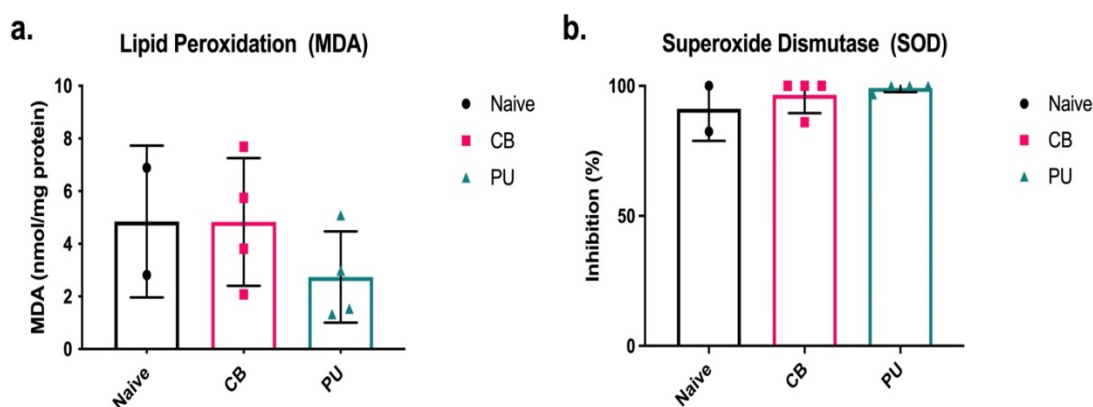 a.
Lipid Peroxidation (MDA)
MDA (nmol/mg protein)
10
8
6
4
2
0
Naive
CB
PU
Naive
CB
PU
b.
Superoxide Dismutase (SOD)
Inhibition (%)
100
50
0
Naive
CB
PU
Naive
CB
PU